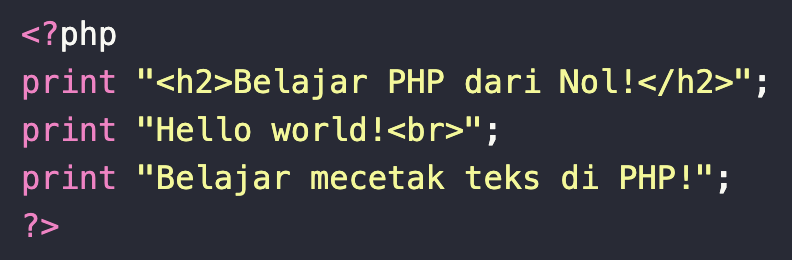 <?php
print "<h2>Belajar PHP dari Nol!</h2>";
print "Hello world!<br>";
print "Belajar mecetak teks di PHP!";
?>